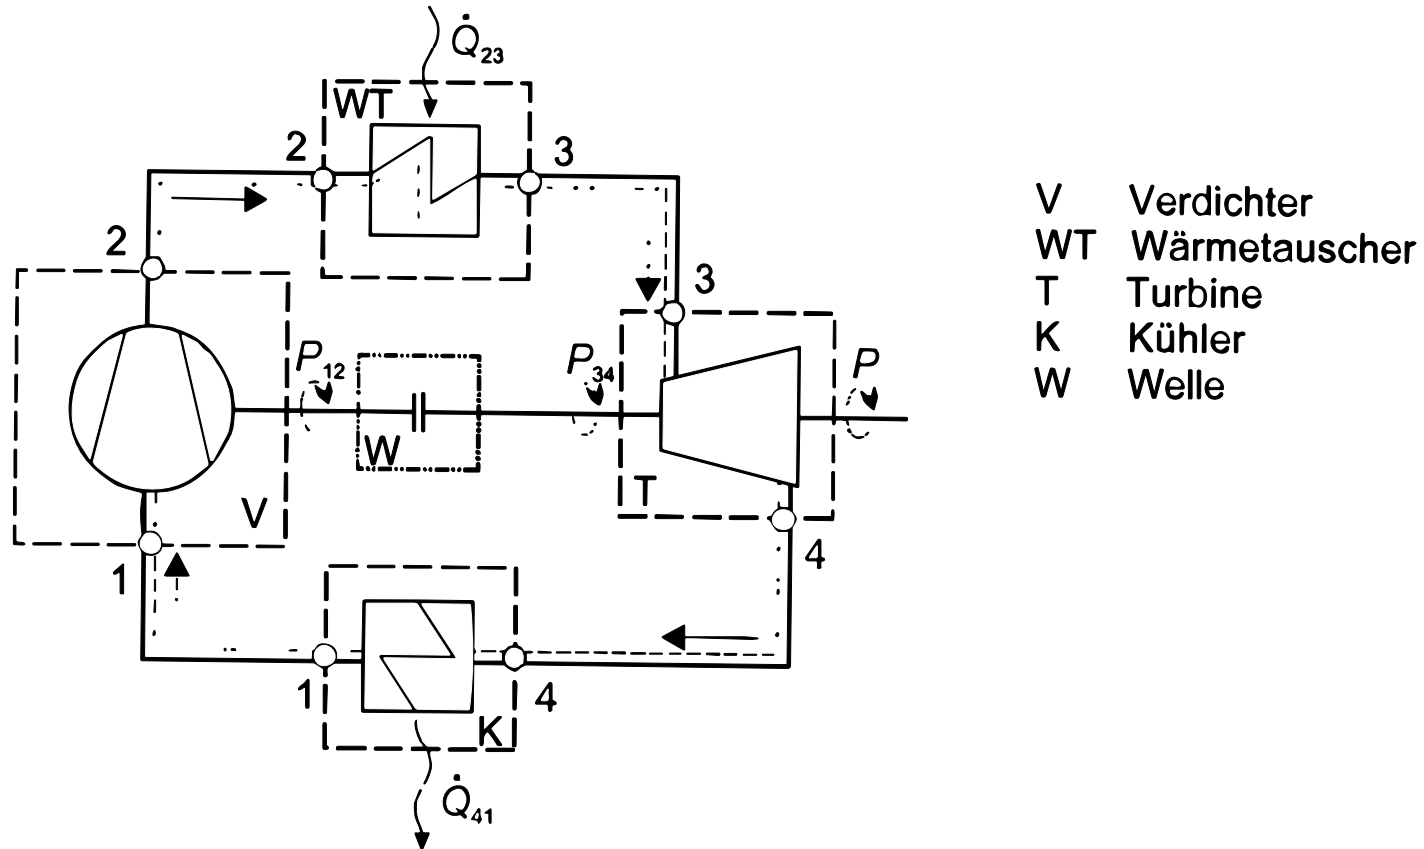 Q̇₂₃
WT
2
3
2
3
P₁₂
P₃₄
P
W
T
V
1
4
1
4
K
Q̇₄₁
V Verdichter
WT Wärmetauscher
T Turbine
K Kühler
W Welle